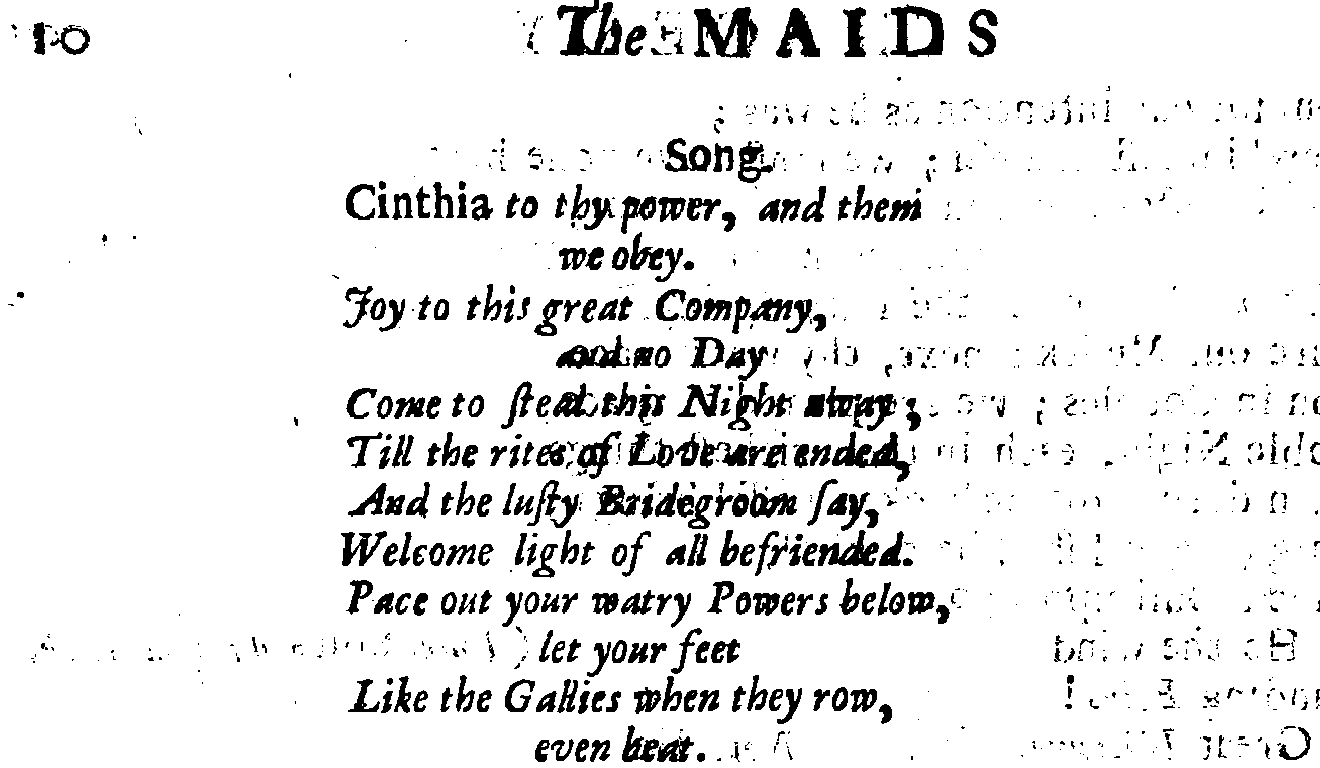 10 The MAIDS
Song.
Cinthia to thy power, and them
we obey.
Joy to this great Company,
and no Day
Come to ſteal this Night away;
Till the rites of Love are ended,
And the luſty Bridegroom ſay,
Welcome light of all befriended.
Pace out your watry Powers below,
let your feet
Like the Gallies when they row,
even beat.